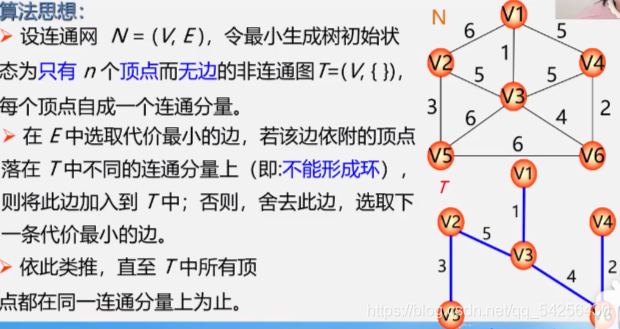 算法思想：
➢ 设连通网 N = (V, E )，令最小生成树初始状
态为只有 n 个顶点而无边的非连通图T=(V, { })，
每个顶点自成一个连通分量。
➢ 在 E 中选取代价最小的边，若该边依附的顶点
落在 T 中不同的连通分量上（即:不能形成环），
则将此边加入到 T 中；否则，舍去此边，选取下
一条代价最小的边。
➢ 依此类推，直至 T 中所有顶
点都在同一连通分量上为止。
N
V1
6
5
1
V2
V4
5
5
V3
3
2
6
4
V5
6
V6
T
V1
1
V2
V4
5
V3
3
2
4
V5
V6